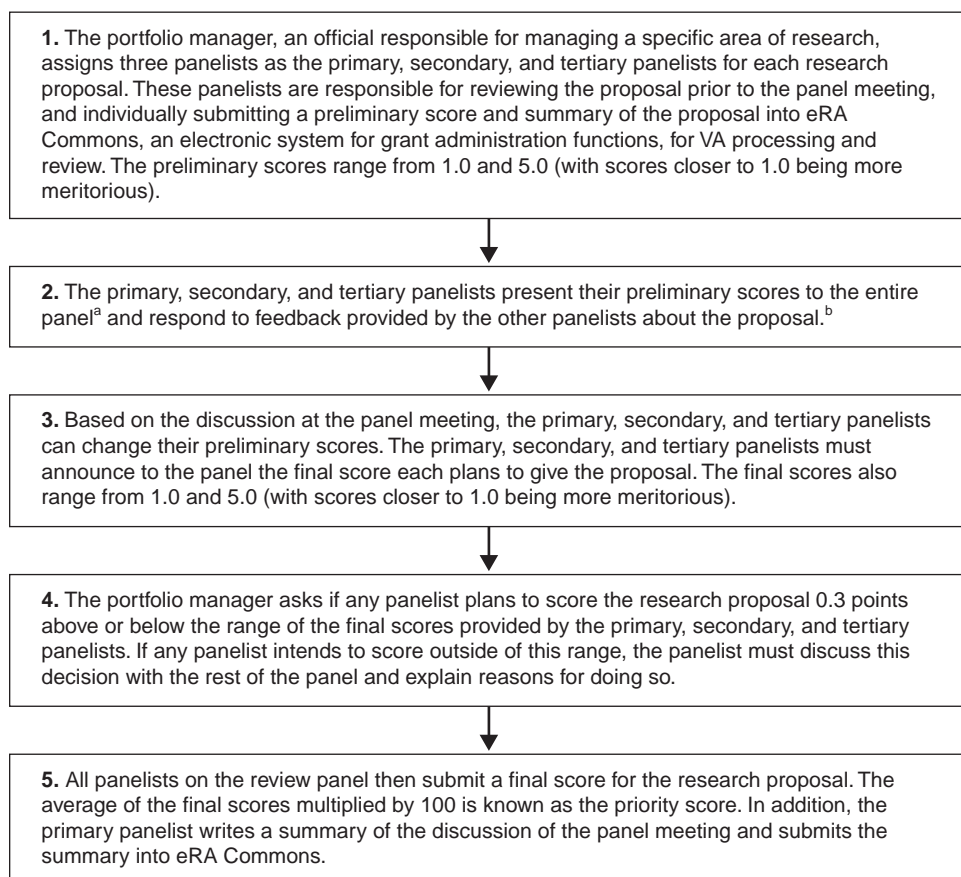 1. The portfolio manager, an official responsible for managing a specific area of research,
assigns three panelists as the primary, secondary, and tertiary panelists for each research
proposal. These panelists are responsible for reviewing the proposal prior to the panel meeting,
and individually submitting a preliminary score and summary of the proposal into eRA
Commons, an electronic system for grant administration functions, for VA processing and
review. The preliminary scores range from 1.0 and 5.0 (with scores closer to 1.0 being more
meritorious).
2. The primary, secondary, and tertiary panelists present their preliminary scores to the entire
panelᵃ and respond to feedback provided by the other panelists about the proposal.ᵇ
3. Based on the discussion at the panel meeting, the primary, secondary, and tertiary panelists
can change their preliminary scores. The primary, secondary, and tertiary panelists must
announce to the panel the final score each plans to give the proposal. The final scores also
range from 1.0 and 5.0 (with scores closer to 1.0 being more meritorious).
4. The portfolio manager asks if any panelist plans to score the research proposal 0.3 points
above or below the range of the final scores provided by the primary, secondary, and tertiary
panelists. If any panelist intends to score outside of this range, the panelist must discuss this
decision with the rest of the panel and explain reasons for doing so.
5. All panelists on the review panel then submit a final score for the research proposal. The
average of the final scores multiplied by 100 is known as the priority score. In addition, the
primary panelist writes a summary of the discussion of the panel meeting and submits the
summary into eRA Commons.